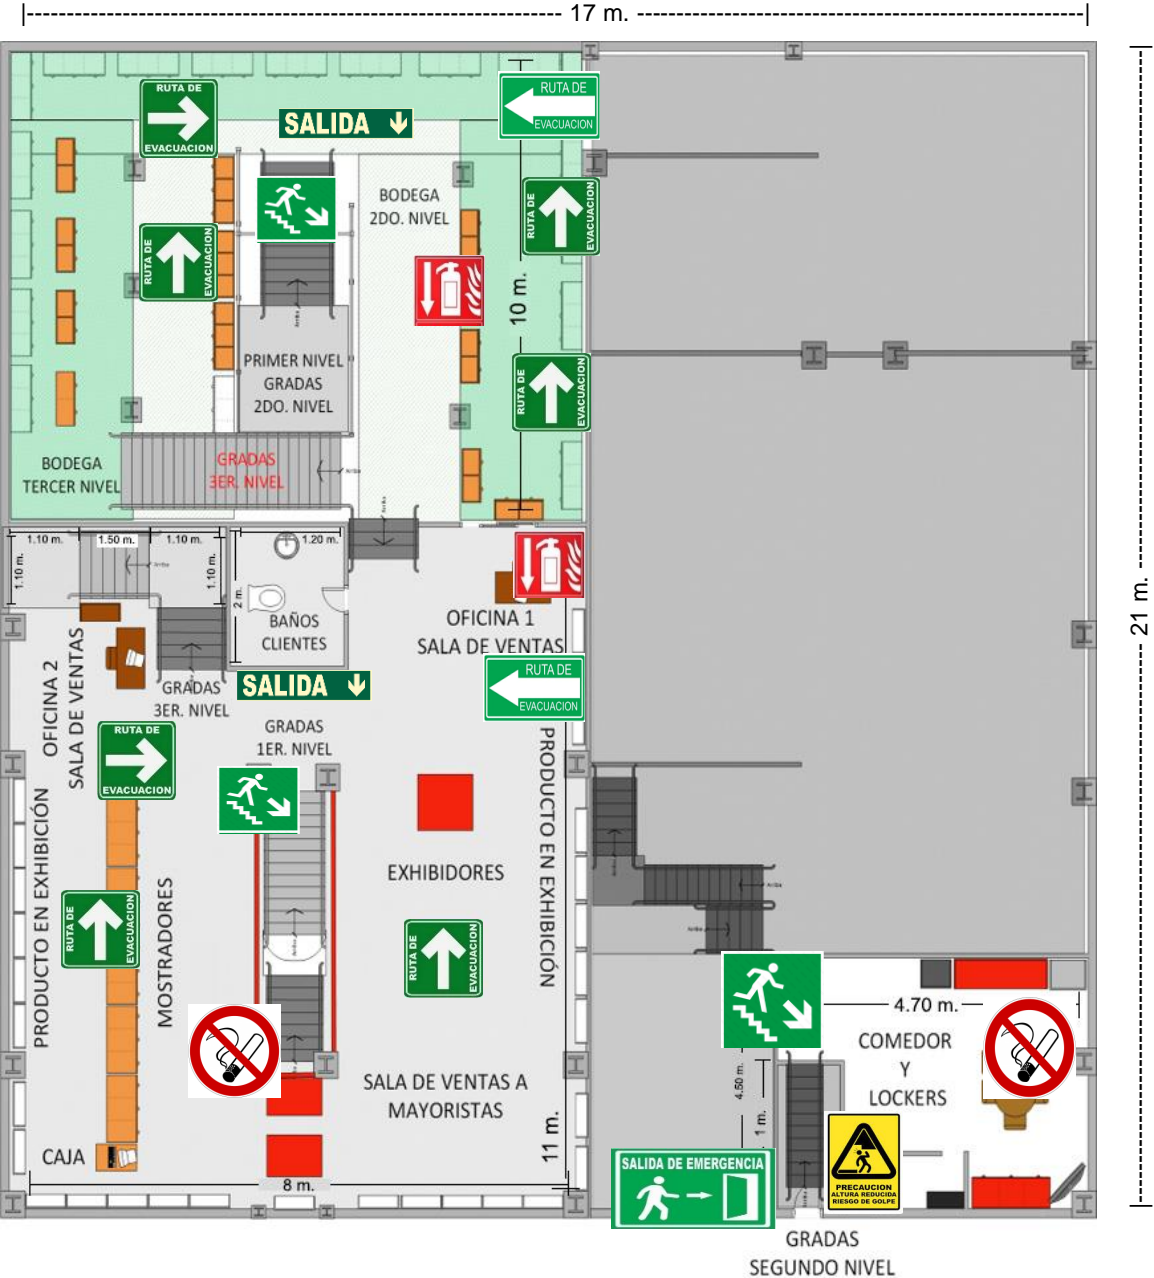 17 m.
RUTA DE
EVACUACION
SALIDA
RUTA DE
EVACUACION
BODEGA
2DO. NIVEL
RUTA DE
EVACUACION
RUTA DE
EVACUACION
10 m.
21 m.
PRIMER NIVEL
GRADAS
2DO. NIVEL
RUTA DE
EVACUACION
GRADAS
3ER. NIVEL
Arriba
BODEGA
TERCER NIVEL
1.10 m.
1.50 m.
1.10 m.
1.20 m.
1.10 m.
1.10 m.
2 m.
Arriba
BAÑOS
CLIENTES
OFICINA 1
SALA DE VENTAS
OFICINA 2
SALA DE VENTAS
RUTA DE
EVACUACION
SALIDA
GRADAS
3ER. NIVEL
GRADAS
1ER. NIVEL
RUTA DE
EVACUACION
PRODUCTO EN EXHIBICIÓN
PRODUCTO EN EXHIBICIÓN
EXHIBIDORES
MOSTRADORES
RUTA DE
EVACUACION
RUTA DE
EVACUACION
Arriba
Arriba
4.70 m.
COMEDOR
Y
LOCKERS
SALA DE VENTAS A
MAYORISTAS
4.50 m.
1 m.
11 m.
CAJA
8 m.
SALIDA DE EMERGENCIA
PRECAUCION
ALTURA REDUCIDA
RIESGO DE GOLPE
GRADAS
SEGUNDO NIVEL